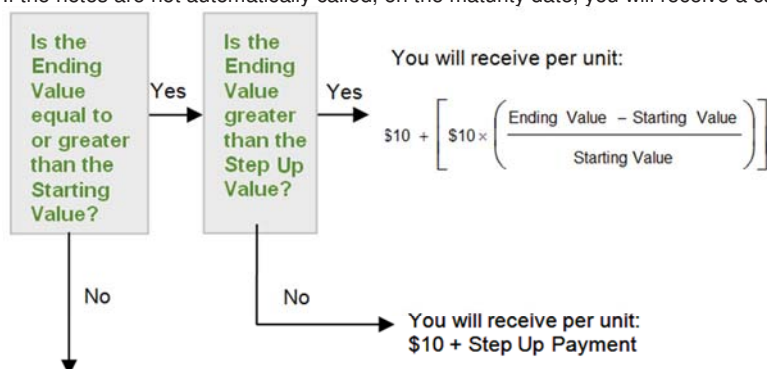 If the notes are not automatically called, on the maturity date, you will receive a
Is the
Ending
Value
equal to
or greater
than the
Starting
Value?
Yes
Is the
Ending
Value
greater
than the
Step Up
Value?
Yes
You will receive per unit:
$10 + [ $10 × ( Ending Value – Starting Value
Starting Value ) ]
No
No
You will receive per unit:
$10 + Step Up Payment